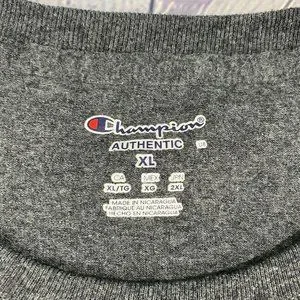 Champion
AUTHENTIC
XL
CA MEX JPN
XL/TG XG 2XL
MADE IN NICARAGUA
FABRIQUÉ AU NICARAGUA
HECHO EN NICARAGUA